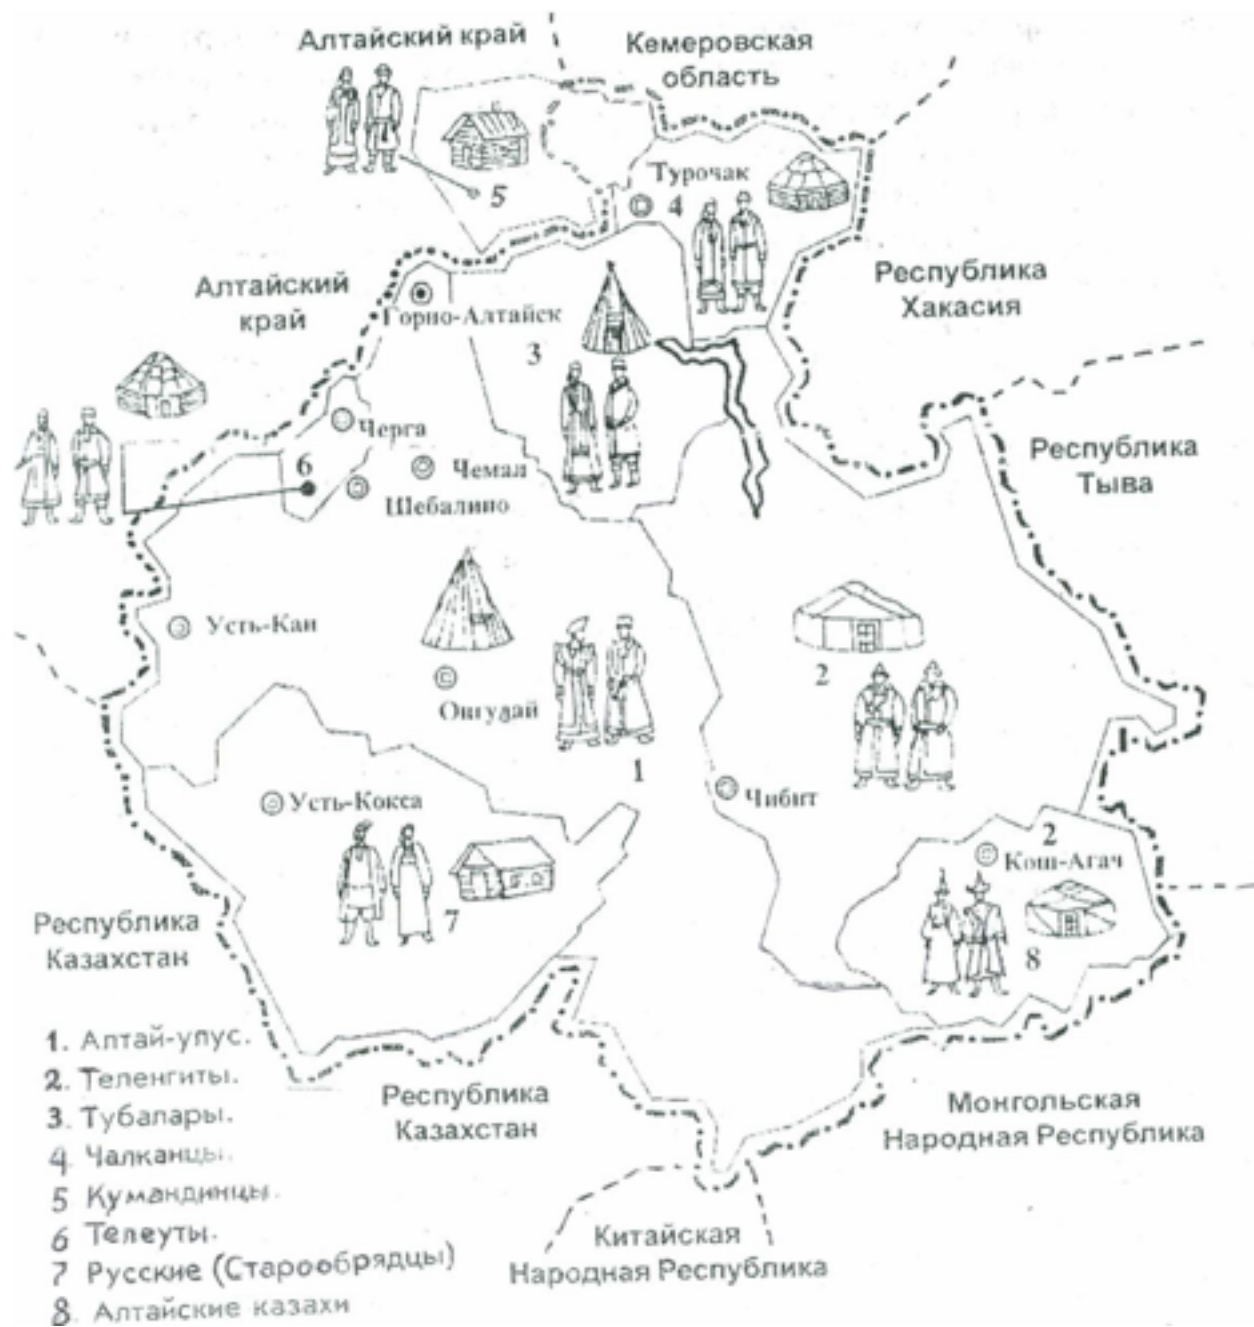 Алтайский край
Кемеровская
область
5
Турочак
4
Республика
Хакасия
Алтайский
край
Горно-Алтайск
3
Черга
Республика
Тыва
6
Чемал
Шебалино
Усть-Кан
2
Онгудай
1
Усть-Кокса
Чибит
2
Кош-Агач
7
8
Республика
Казахстан
1. Алтай-улус.
2. Теленгиты.
3. Тубалары.
4 Чалканцы.
5 Кумандинцы.
6 Телеуты.
7 Русские (Старообрядцы)
8. Алтайские казахи
Республика
Казахстан
Монгольская
Народная Республика
Китайская
Народная Республика